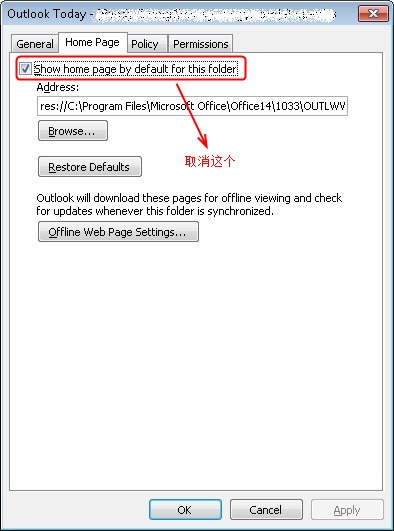 Outlook Today -
General
Home Page
Policy
Permissions
Show home page by default for this folder
Address:
res://C:\Program Files\Microsoft Office\Office14\1033\OUTLWV
Browse...
取消这个
Restore Defaults
Outlook will download these pages for offline viewing and check
for updates whenever this folder is synchronized.
Offline Web Page Settings...
OK
Cancel
Apply